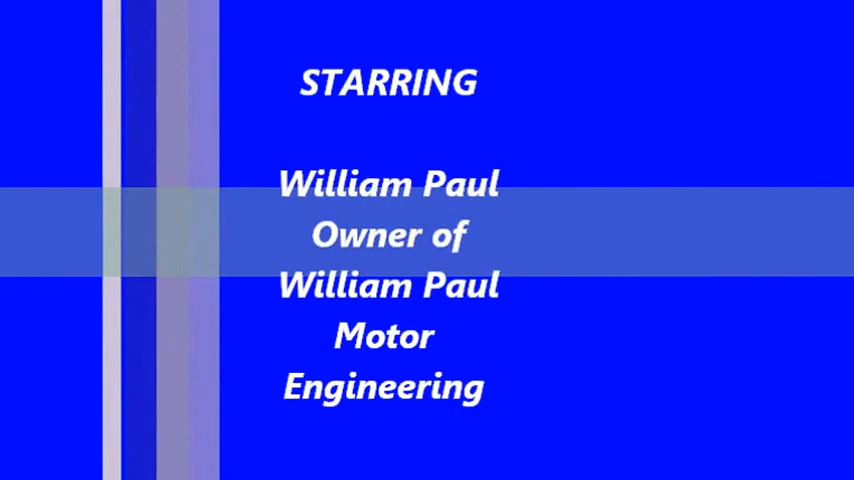 STARRING
William Paul
Owner of
William Paul
Motor
Engineering